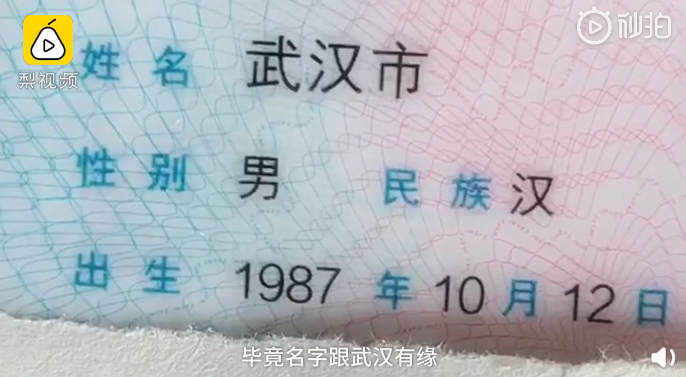 秒拍
梨视频
姓名 武汉市
性别 男 民族 汉
出生 1987 年 10 月 12 日
毕竟名字跟武汉有缘